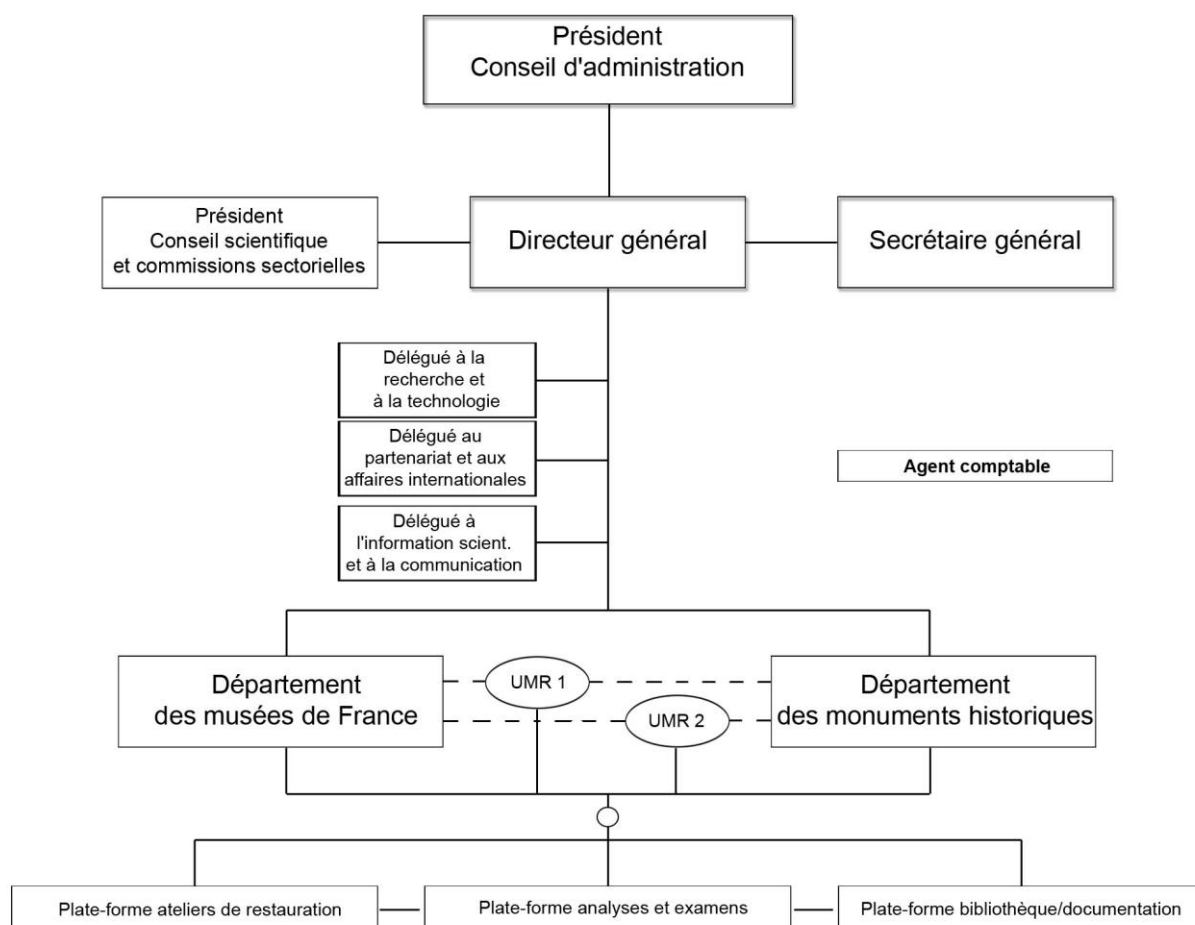 Président
Conseil d'administration
Président
Conseil scientifique
et commissions sectorielles
Directeur général
Secrétaire général
Délégué à la
recherche et
à la technologie
Délégué au
partenariat et aux
affaires internationales
Agent comptable
Délégué à
l'information scient.
et à la communication
Département
des musées de France
UMR 1
UMR 2
Département
des monuments historiques
Plate-forme ateliers de restauration
Plate-forme analyses et examens
Plate-forme bibliothèque/documentation